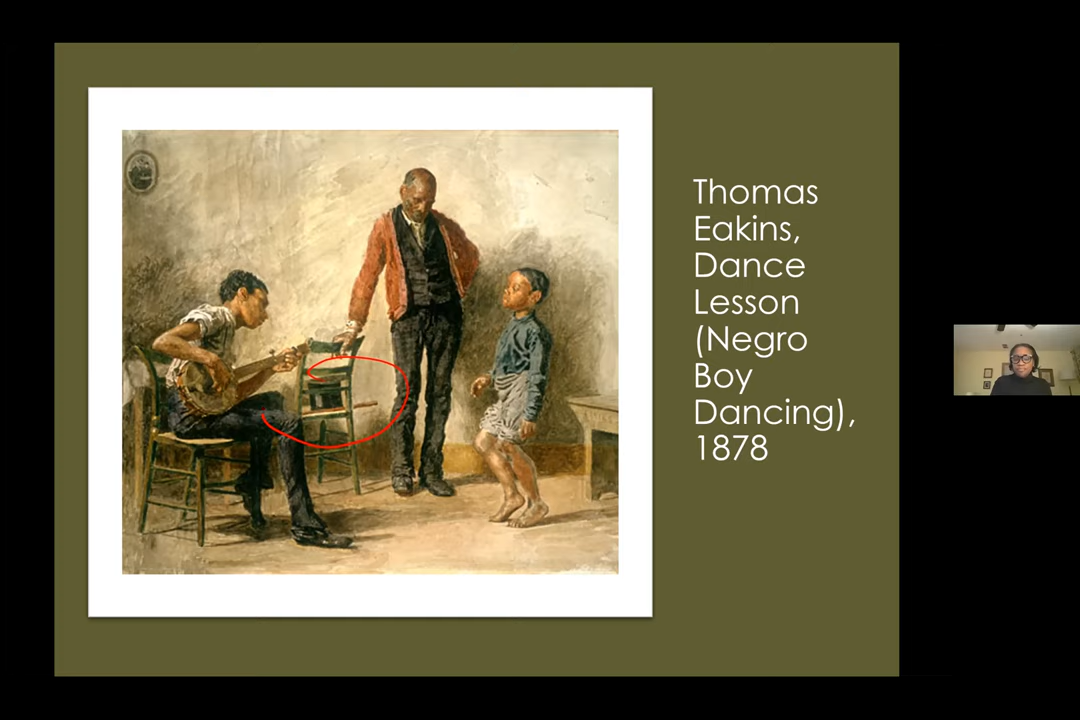 Thomas
Eakins,
Dance
Lesson
(Negro
Boy
Dancing),
1878